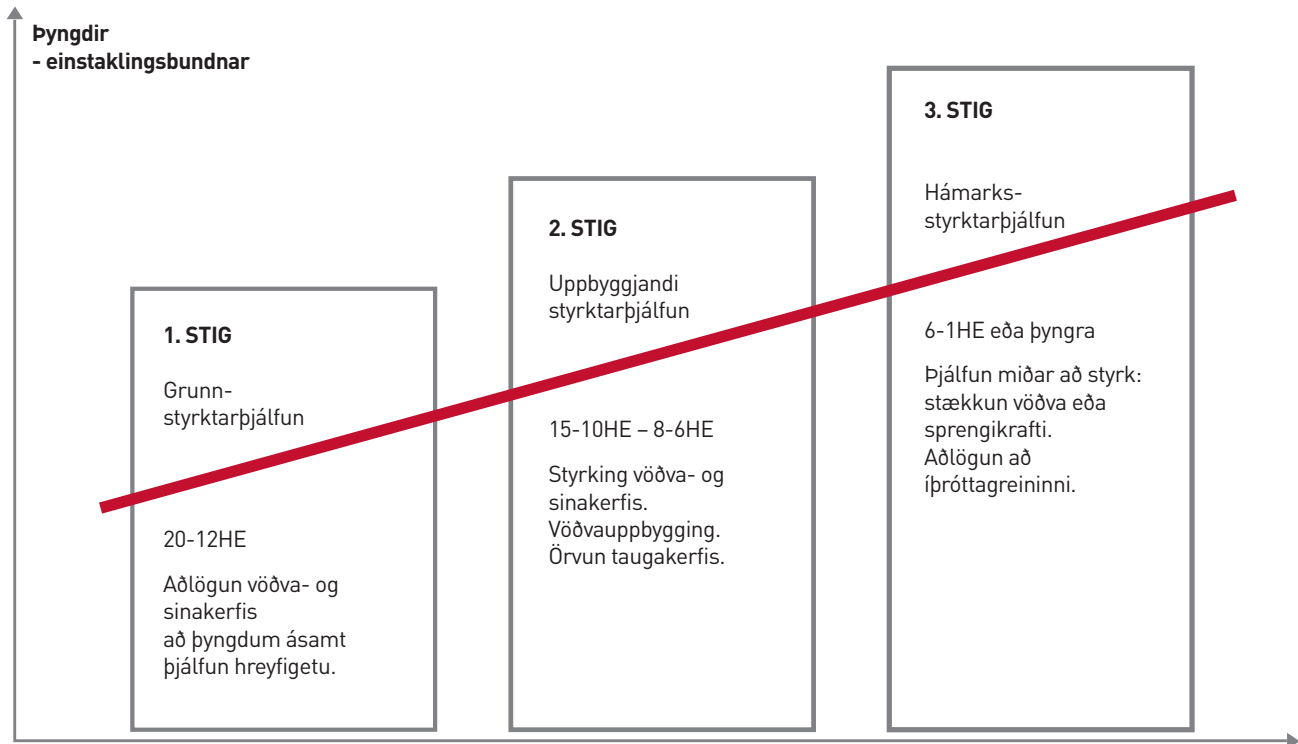 Þyngdir
- einstaklingsbundnar
1. STIG
Grunn-
styrktarþjálfun
20-12HE
Aðlögun vöðva- og
sinakerfis
að þyngdum ásamt
þjálfun hreyfigetu.
2. STIG
Uppbyggjandi
styrktarþjálfun
15-10HE – 8-6HE
Styrking vöðva- og
sinakerfis.
Vöðvauppbygging.
Örvun taugakerfis.
3. STIG
Hámarks-
styrktarþjálfun
6-1HE eða þyngra
Þjálfun miðar að styrk:
stækkun vöðva eða
sprengikrafti.
Aðlögun að
íþróttagreininni.